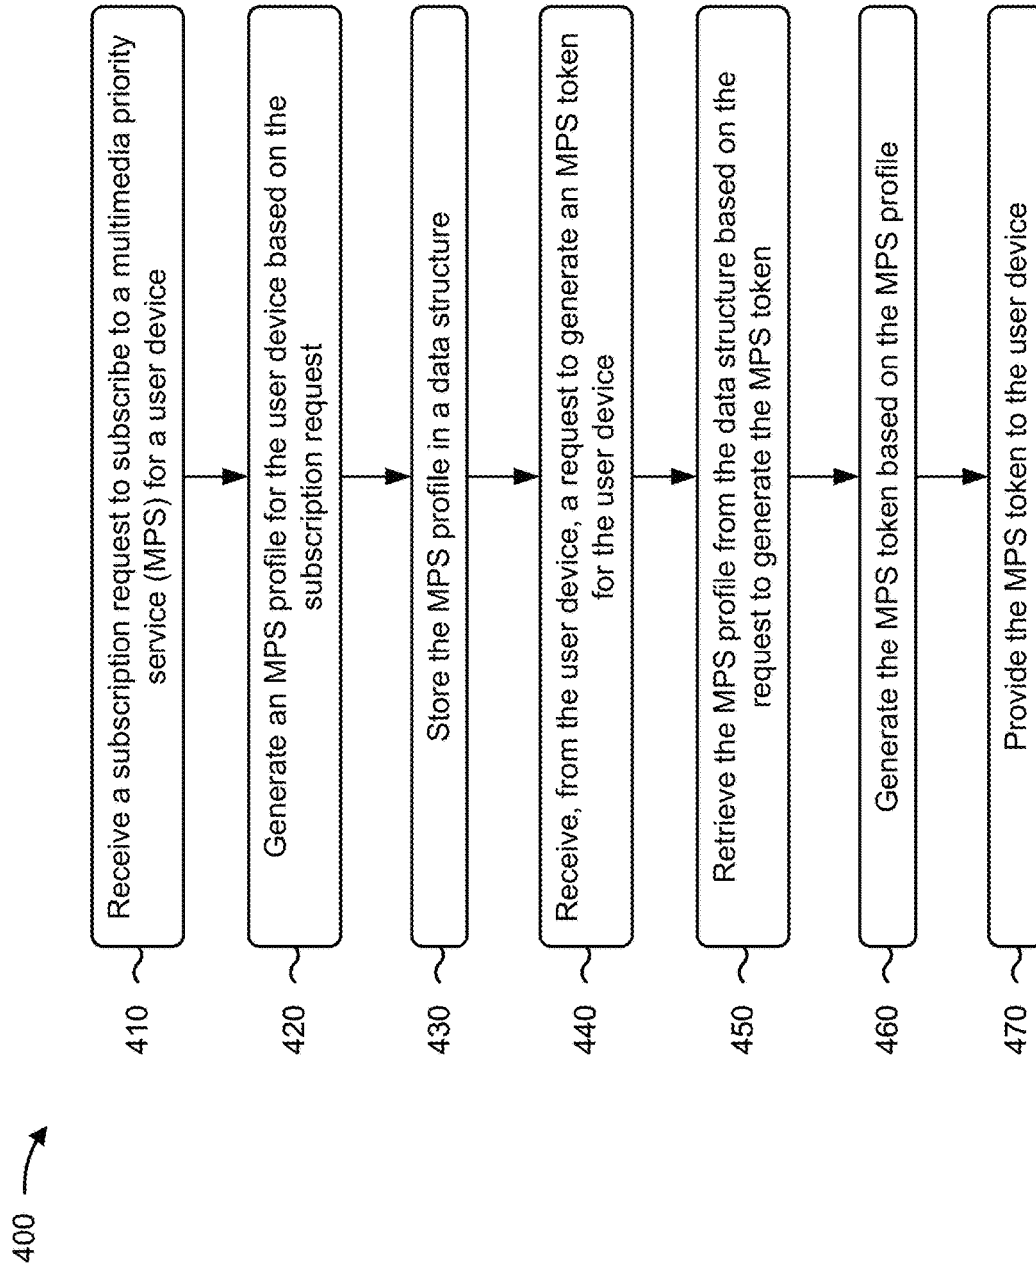 400
410
Receive a subscription request to subscribe to a multimedia priority
service (MPS) for a user device
420
Generate an MPS profile for the user device based on the
subscription request
430
Store the MPS profile in a data structure
440
Receive, from the user device, a request to generate an MPS token
for the user device
450
Retrieve the MPS profile from the data structure based on the
request to generate the MPS token
460
Generate the MPS token based on the MPS profile
470
Provide the MPS token to the user device